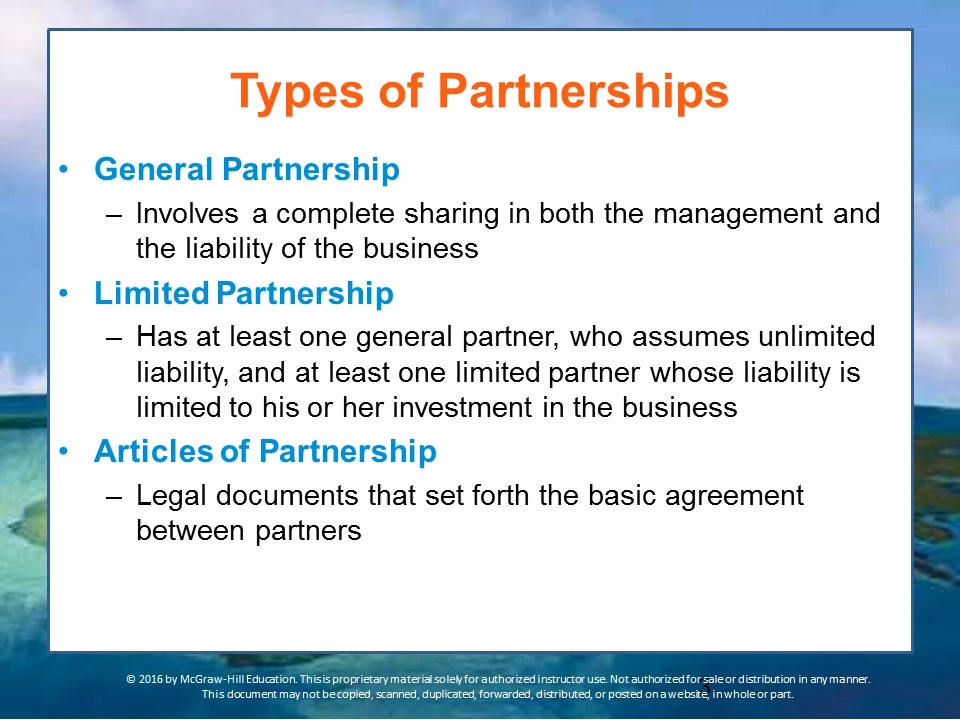 Types of Partnerships
• General Partnership
– Involves a complete sharing in both the management and
the liability of the business
• Limited Partnership
– Has at least one general partner, who assumes unlimited
liability, and at least one limited partner whose liability is
limited to his or her investment in the business
• Articles of Partnership
– Legal documents that set forth the basic agreement
between partners
© 2016 by McGraw-Hill Education. This is proprietary material solely for authorized instructor use. Not authorized for sale or distribution in any manner.
This document may not be copied, scanned, duplicated, forwarded, distributed, or posted on a website, in whole or part.